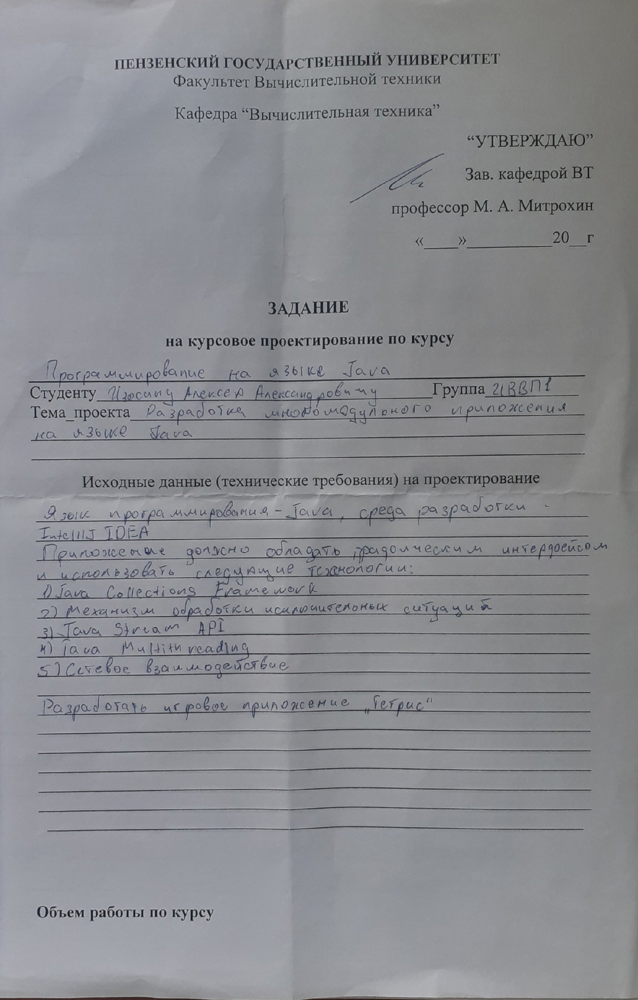 ПЕНЗЕНСКИЙ ГОСУДАРСТВЕННЫЙ УНИВЕРСИТЕТ
Факультет Вычислительной техники
Кафедра “Вычислительная техника”
“УТВЕРЖДАЮ”
Зав. кафедрой ВТ
профессор М. А. Митрохин
«____»__________20__г
ЗАДАНИЕ
на курсовое проектирование по курсу
Программирование на языке Java
Студенту Изосину Алексею Александровичу Группа
Тема_проекта Разработка многомодульного приложения
на языке Java
Исходные данные (технические требования) на проектирование
Язык программирования - Java, среда разработки -
IntelliJ IDEA
Приложение должно обладать графическим интерфейсом
и использовать следующие технологии:
1) Java Collections Framework
2) Механизм обработки исключительных ситуаций
3) Java Stream API
4) Java Multithreading
5) Сетевое взаимодействие
Разработать игровое приложение „Тетрис“
Объем работы по курсу